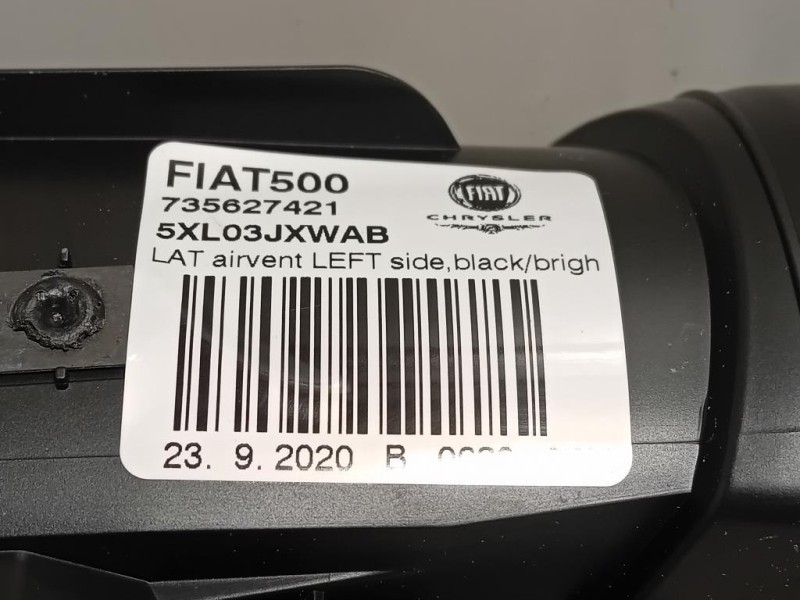 FIAT500
735627421
5XL03JXWAB
FIAT
CHRYSLER
LAT airvent LEFT side,black/brigh
23. 9.2020 B